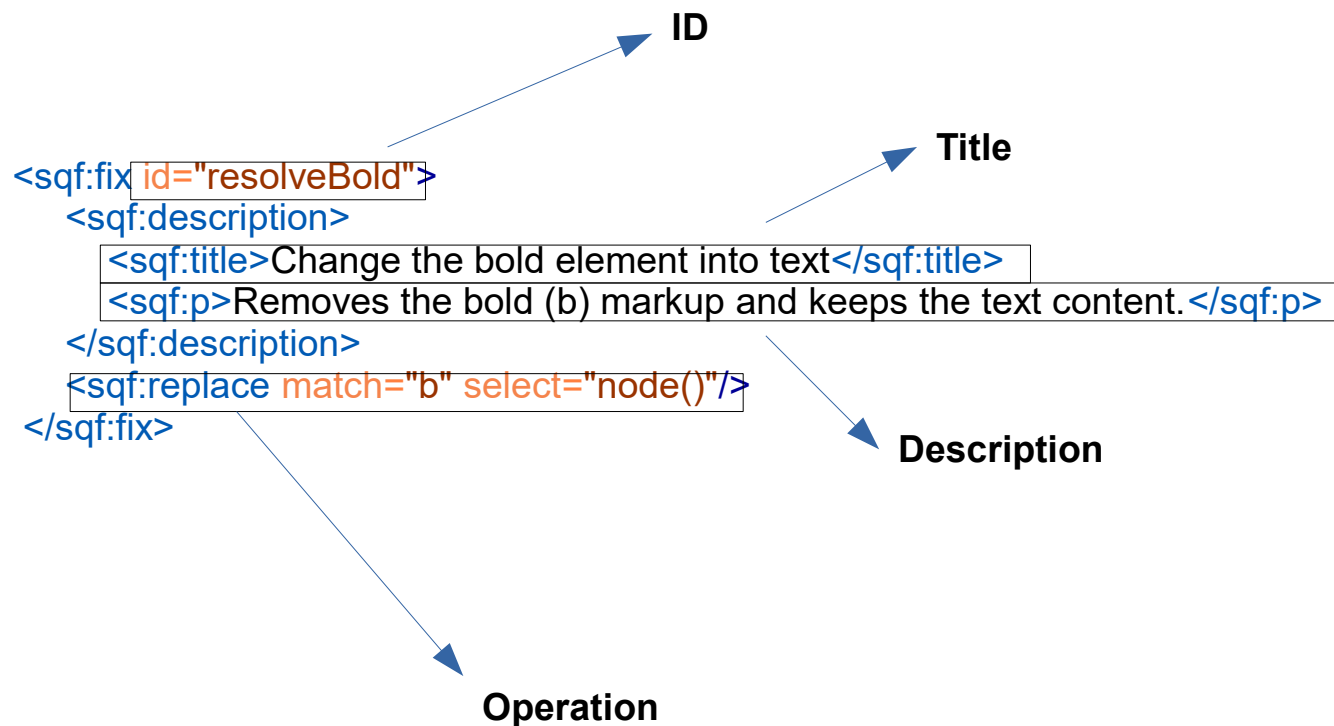 ID
Title
<sqf:fix id="resolveBold">
<sqf:description>
<sqf:title>Change the bold element into text</sqf:title>
<sqf:p>Removes the bold (b) markup and keeps the text content.</sqf:p>
</sqf:description>
<sqf:replace match="b" select="node()"/>
</sqf:fix>
Description
Operation